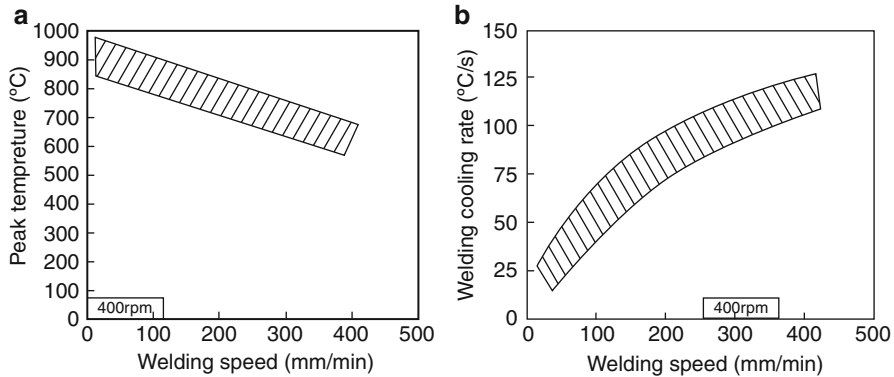 a
1000
900
800
700
600
500
400
300
200
100
0
Peak tempreture (°C)
400rpm
0 100 200 300 400 500
Welding speed (mm/min)
b
150
125
100
75
50
25
0
Welding cooling rate (°C/s)
400rpm
0 100 200 300 400 500
Welding speed (mm/min)